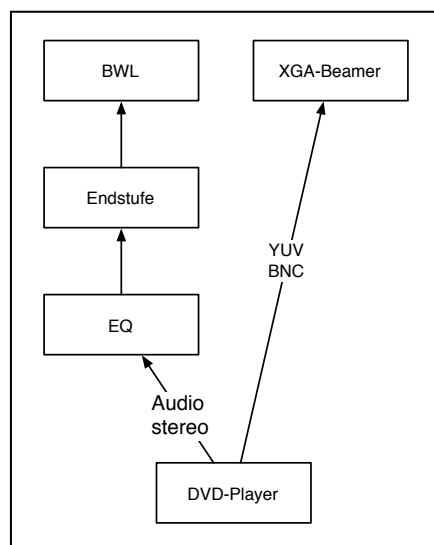 BWL
XGA-Beamer
Endstufe
YUV
BNC
EQ
Audio
stereo
DVD-Player